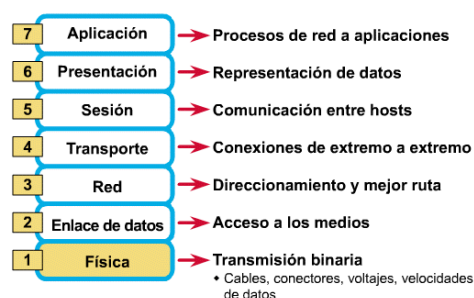 7 Aplicación Procesos de red a aplicaciones
6 Presentación Representación de datos
5 Sesión Comunicación entre hosts
4 Transporte Conexiones de extremo a extremo
3 Red Direccionamiento y mejor ruta
2 Enlace de datos Acceso a los medios
1 Física Transmisión binaria
• Cables, conectores, voltajes, velocidades
de datos